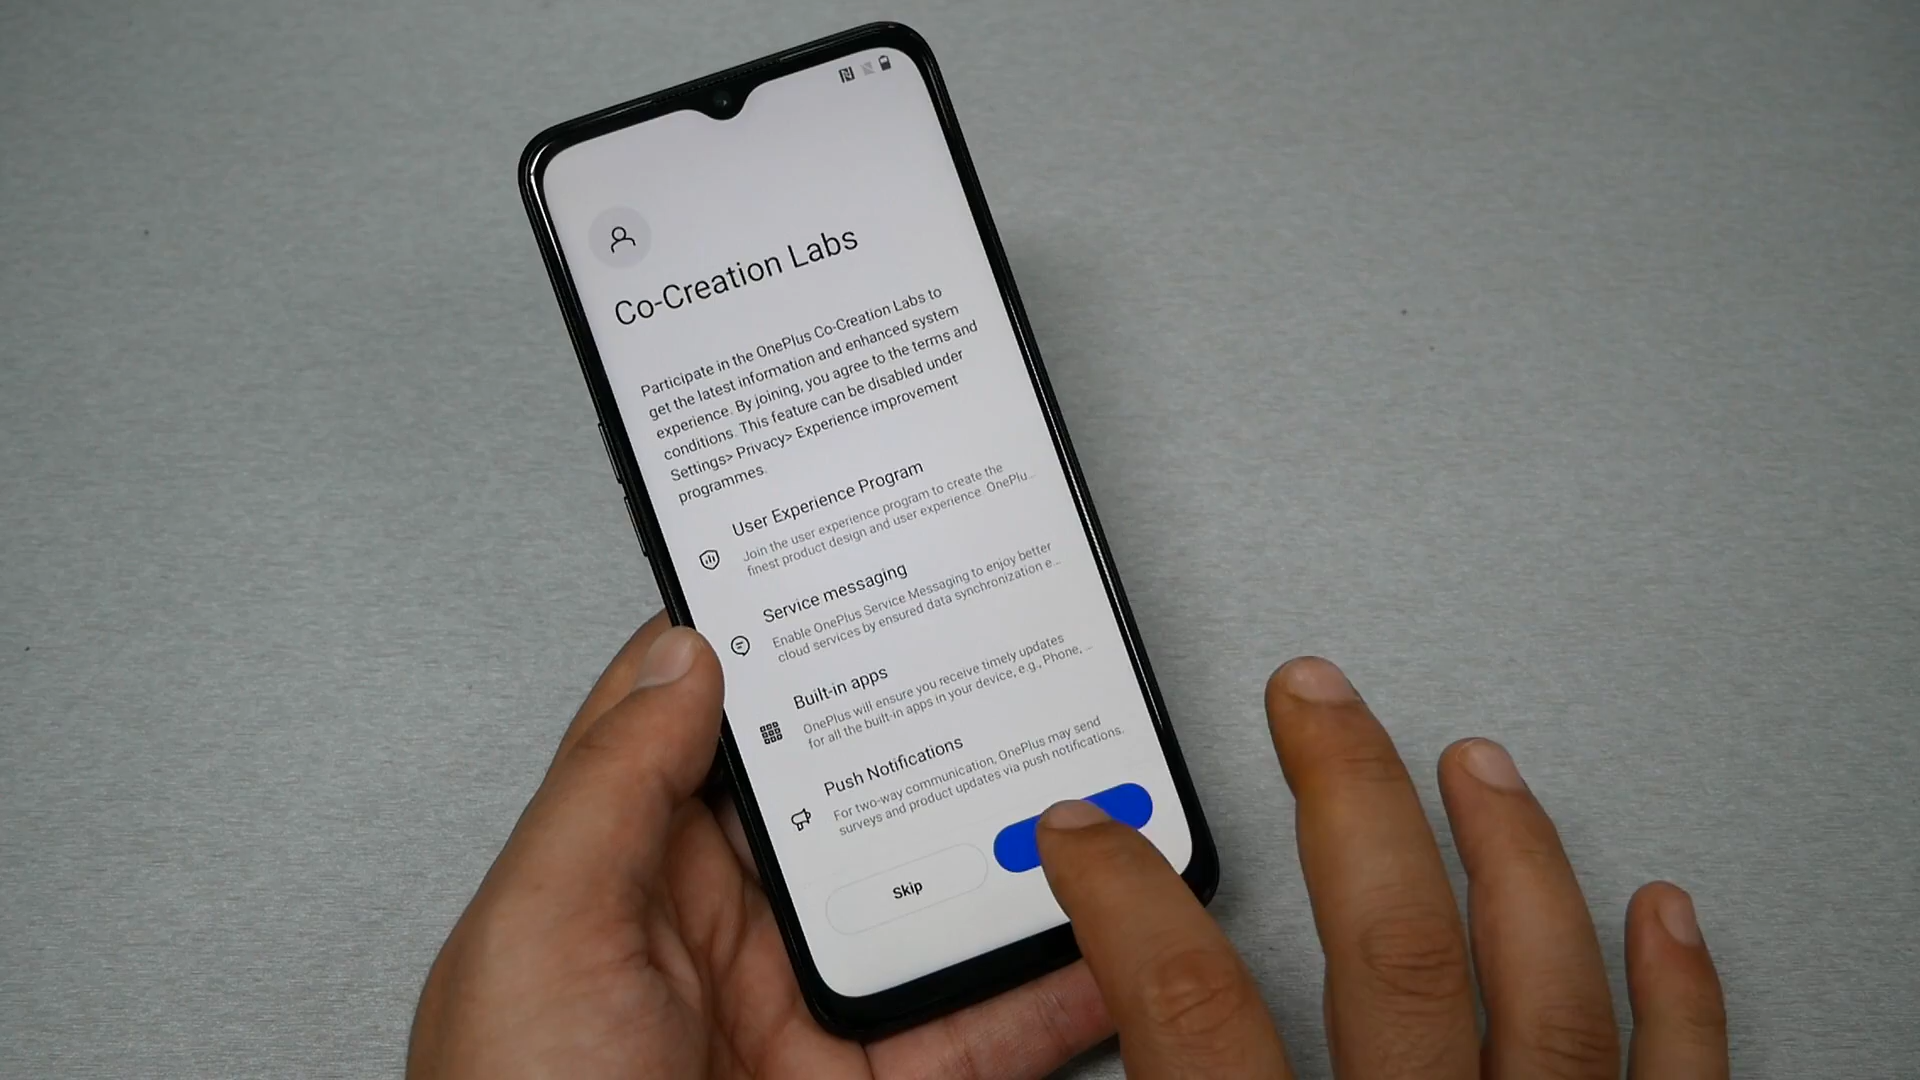 Co-Creation Labs
Participate in the OnePlus Co-Creation Labs to
get the latest information and enhanced system
experience. By joining, you agree to the terms and
conditions. This feature can be disabled under
Settings> Privacy> Experience improvement
programmes.
User Experience Program
Join the user experience program to create the
finest product design and user experience. OnePlu...
Service messaging
Enable OnePlus Service Messaging to enjoy better
cloud services by ensured data synchronization e...
Built-in apps
OnePlus will ensure you receive timely updates
for all the built-in apps in your device, e.g., Phone, ...
Push Notifications
For two-way communication, OnePlus may send
surveys and product updates via push notifications.
Skip